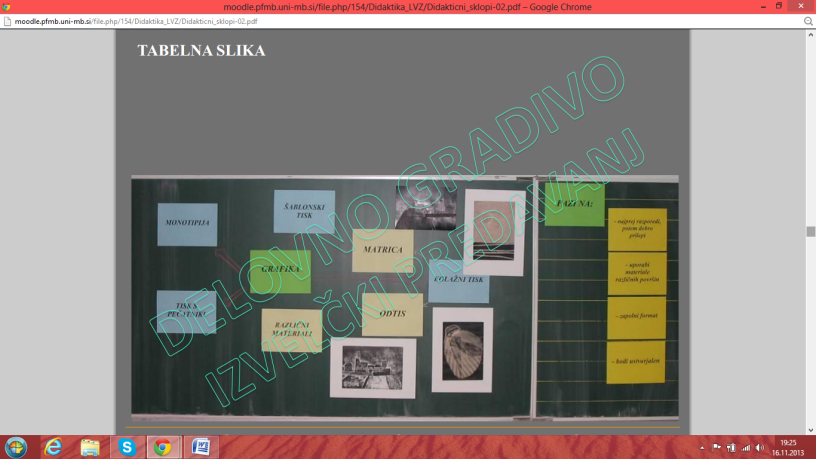 moodle.pfmb.uni-mb.si/file.php/154/Didaktika_LVZ/Didakticni_sklopi-02.pdf – Google Chrome
moodle.pfmb.uni-mb.si/file.php/154/Didaktika_LVZ/Didakticni_sklopi-02.pdf
TABELNA SLIKA
DELOVNO GRADIVO
IZVLEČKI PREDAVANJ
MONOTIPIJA
ŠABLONSKI
TISK
MATRICA
GRAFIKA
KOLAŽNI TISK
TISK S
PEČATNIKI
RAZLIČNI
MATERIALI
ODTIS
PAZI NA:
- najprej razporedi,
potem dobro
prilepi
- uporabi
materiale
različnih površin
- zapolni format
- bodi ustvarjalen
19:25
16.11.2013